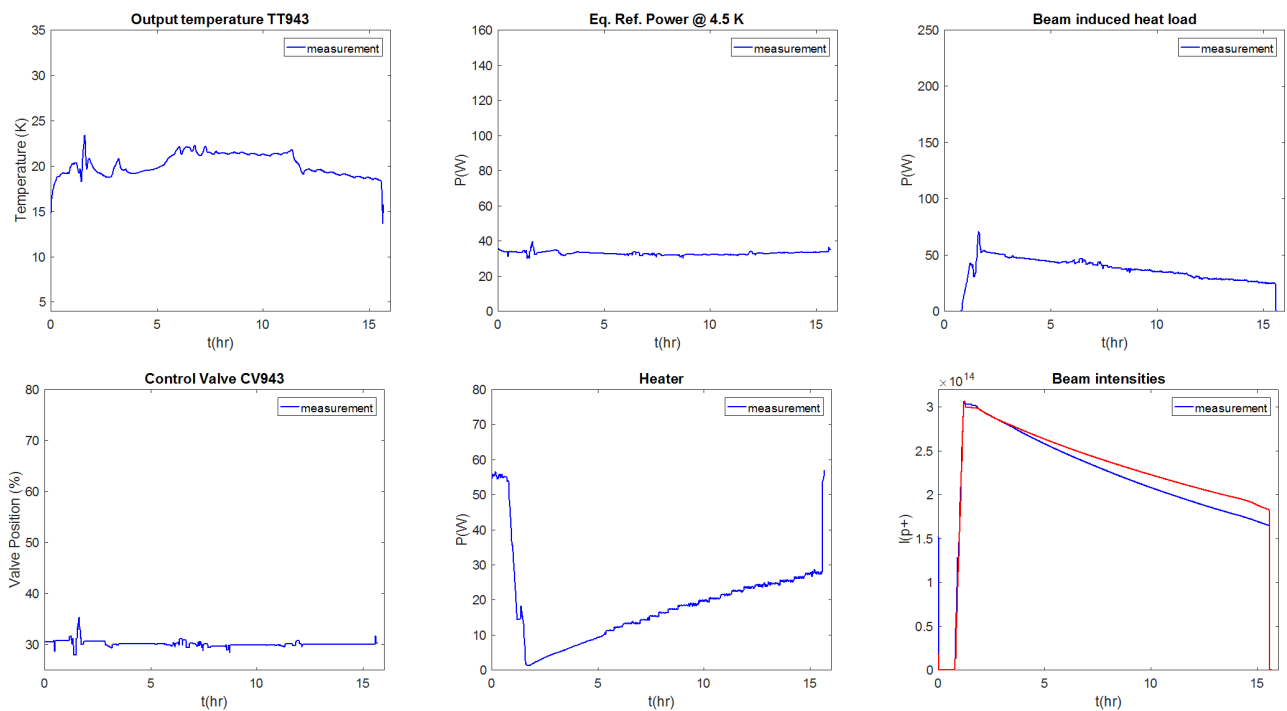 Output temperature TT943
35
30
25
20
15
10
5
Temperature (K)
measurement
0 5 10 15
t(hr)
Eq. Ref. Power @ 4.5 K
160
140
120
100
80
60
40
20
0
P(W)
measurement
0 5 10 15
t(hr)
Beam induced heat load
250
200
150
100
50
0
P(W)
measurement
0 5 10 15
t(hr)
Control Valve CV943
80
70
60
50
40
30
Valve Position (%)
measurement
0 5 10 15
t(hr)
Heater
80
70
60
50
40
30
20
10
0
P(W)
measurement
0 5 10 15
t(hr)
Beam intensities
× 10^14
3
2.5
2
1.5
1
0.5
0
I(p+)
measurement
0 5 10 15
t(hr)